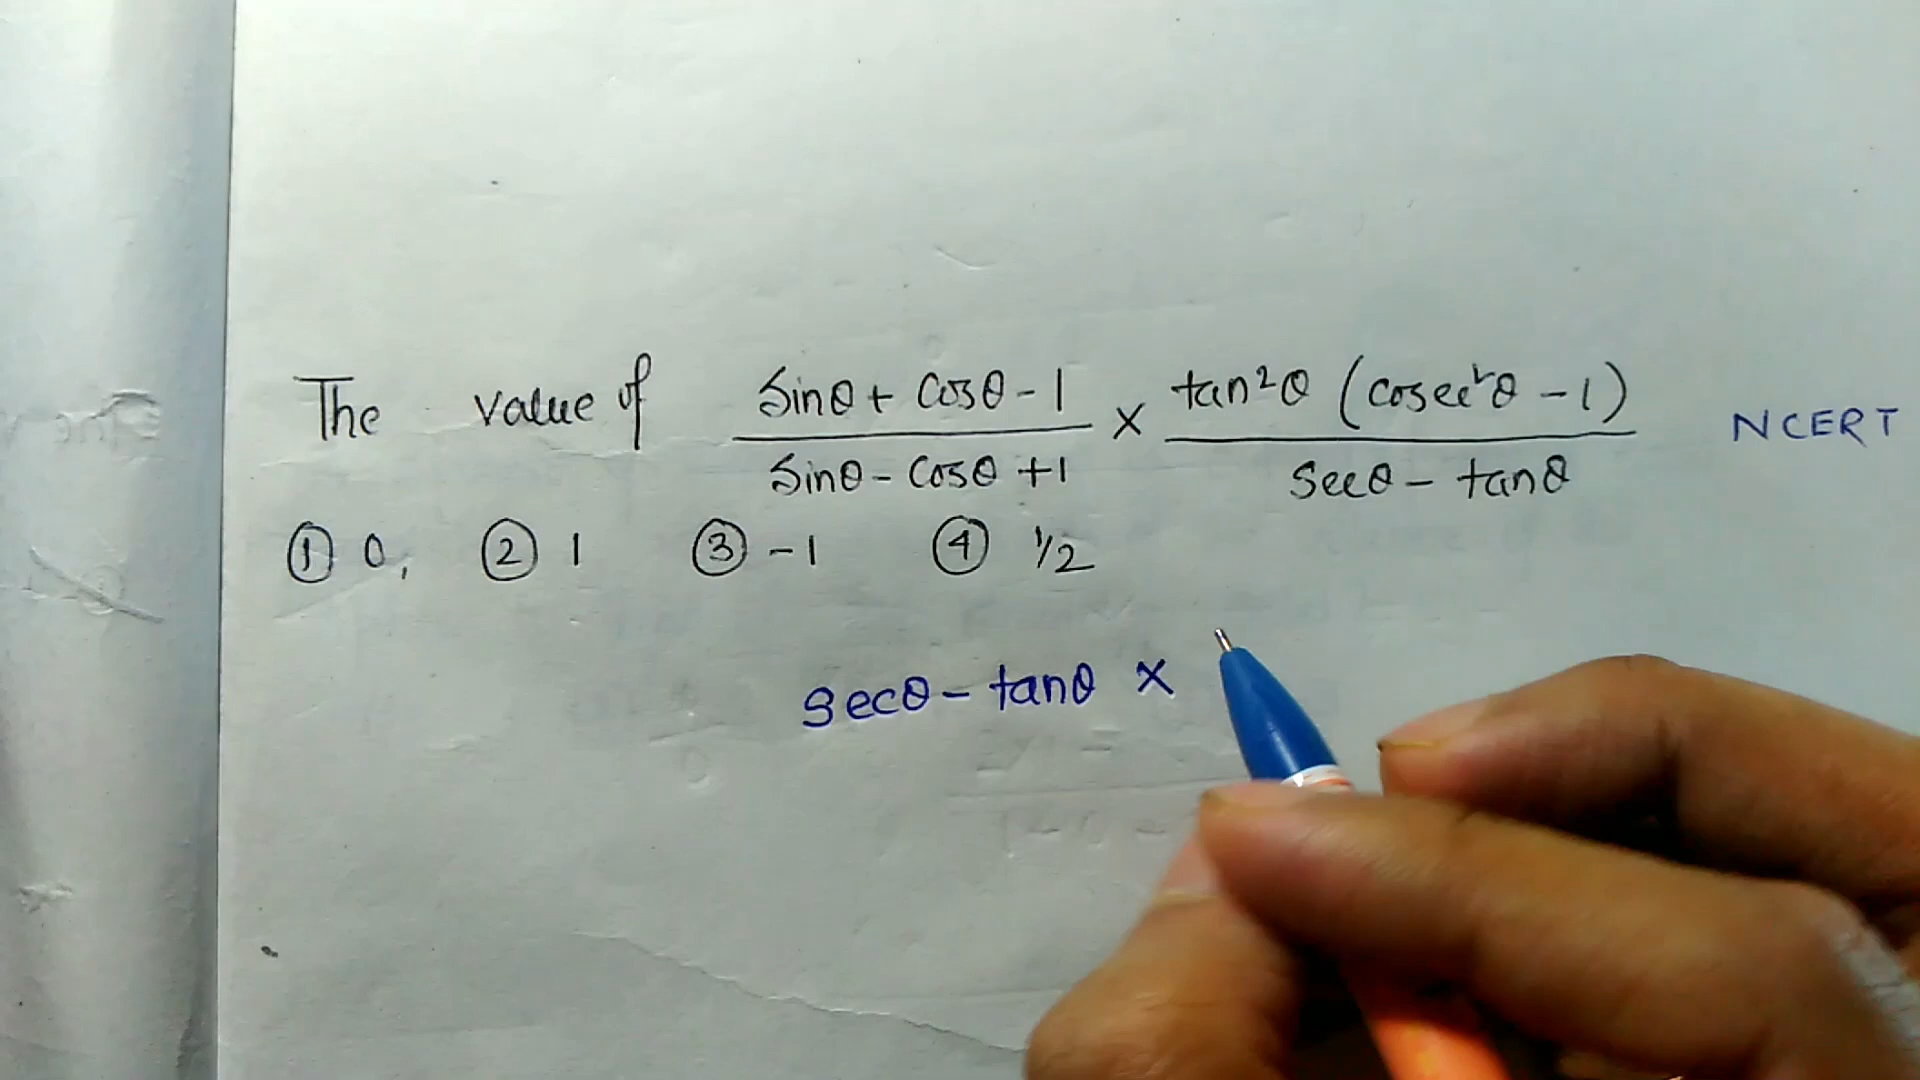 The value of (sinθ + cosθ - 1)/(sinθ - cosθ + 1) × (tan²θ (cosec²θ - 1))/(secθ - tanθ) NCERT
① 0, ② 1 ③ -1 ④ 1/2
secθ - tanθ ×